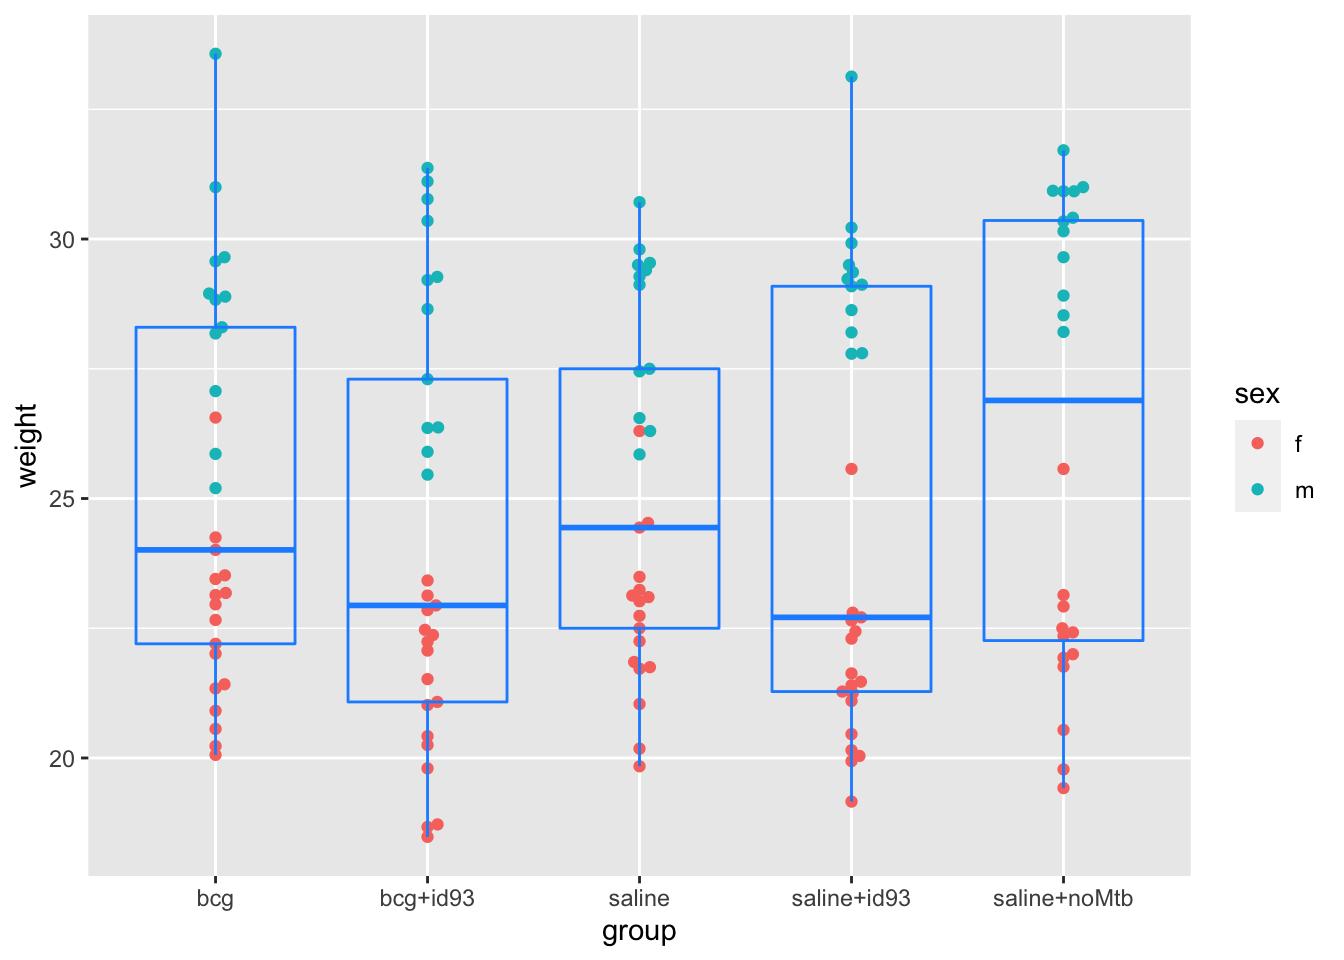 weight
30
25
20
bcg
bcg+id93
saline
saline+id93
saline+noMtb
group
sex
f
m